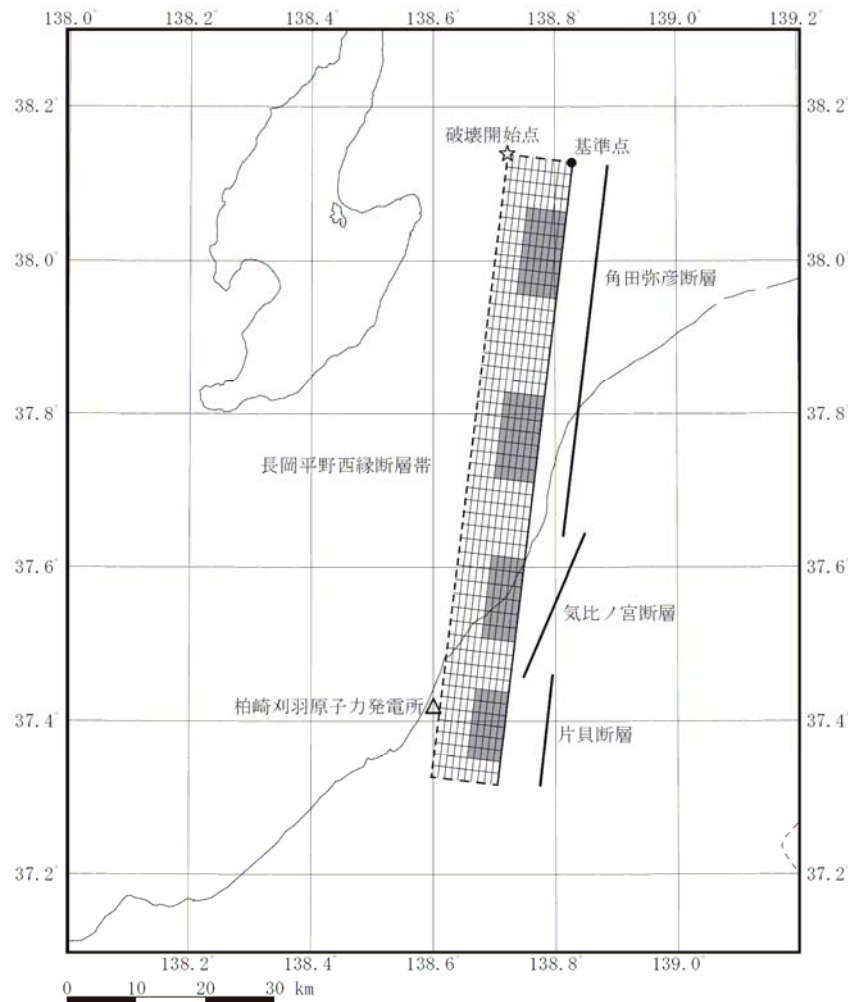 138.0° 138.2° 138.4° 138.6° 138.8° 139.0° 139.2°
38.2° 38.2°
破壊開始点
基準点
38.0° 38.0°
角田弥彦断層
37.8° 37.8°
長岡平野西縁断層帯
37.6° 37.6°
気比ノ宮断層
柏崎刈羽原子力発電所
37.4° 37.4°
片貝断層
37.2° 37.2°
138.2° 138.4° 138.6° 138.8° 139.0°
0 10 20 30 km